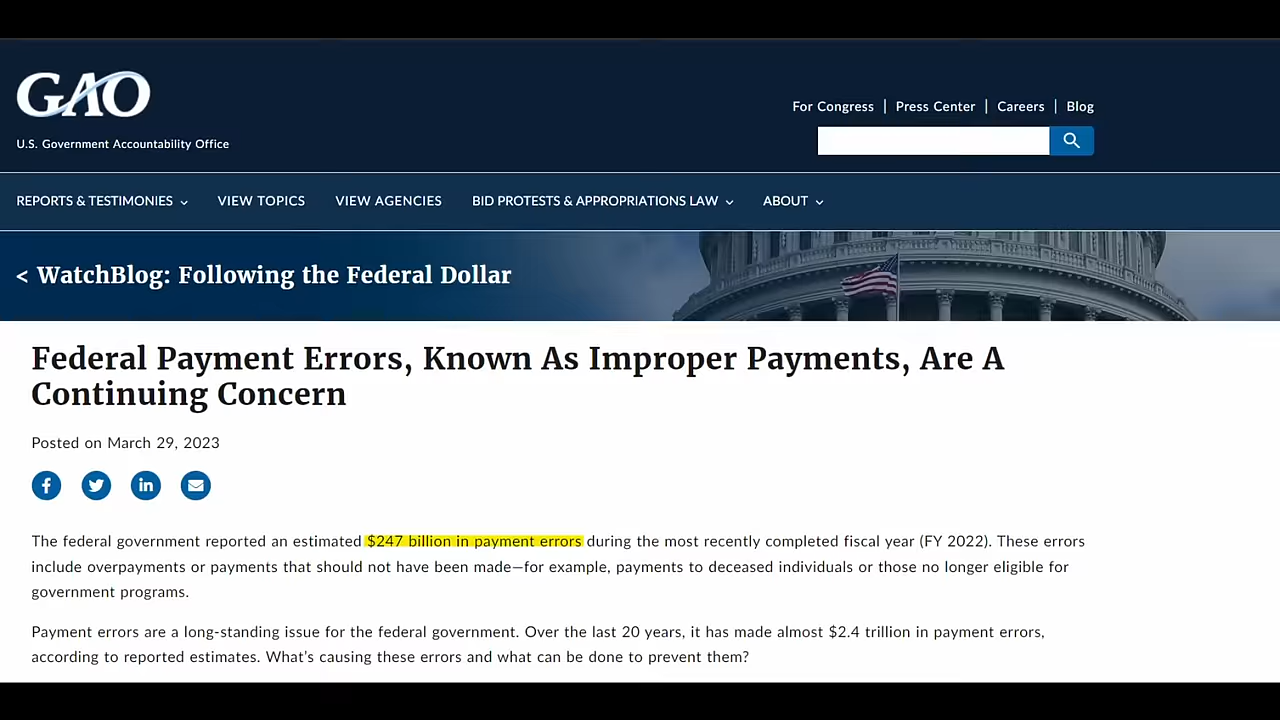 GAO
U.S. Government Accountability Office
For Congress | Press Center | Careers | Blog
REPORTS & TESTIMONIES VIEW TOPICS VIEW AGENCIES BID PROTESTS & APPROPRIATIONS LAW ABOUT
< WatchBlog: Following the Federal Dollar
Federal Payment Errors, Known As Improper Payments, Are A
Continuing Concern
Posted on March 29, 2023
The federal government reported an estimated $247 billion in payment errors during the most recently completed fiscal year (FY 2022). These errors
include overpayments or payments that should not have been made—for example, payments to deceased individuals or those no longer eligible for
government programs.
Payment errors are a long-standing issue for the federal government. Over the last 20 years, it has made almost $2.4 trillion in payment errors,
according to reported estimates. What’s causing these errors and what can be done to prevent them?